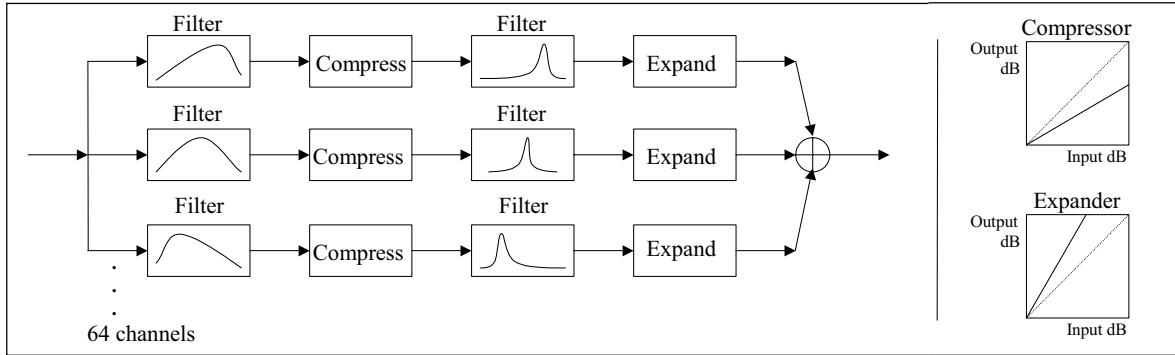 Filter
Filter
Compress
Expand
Filter
Filter
Compress
Expand
Filter
Filter
Compress
Expand
64 channels
Compressor
Output
dB
Input dB
Expander
Output
dB
Input dB